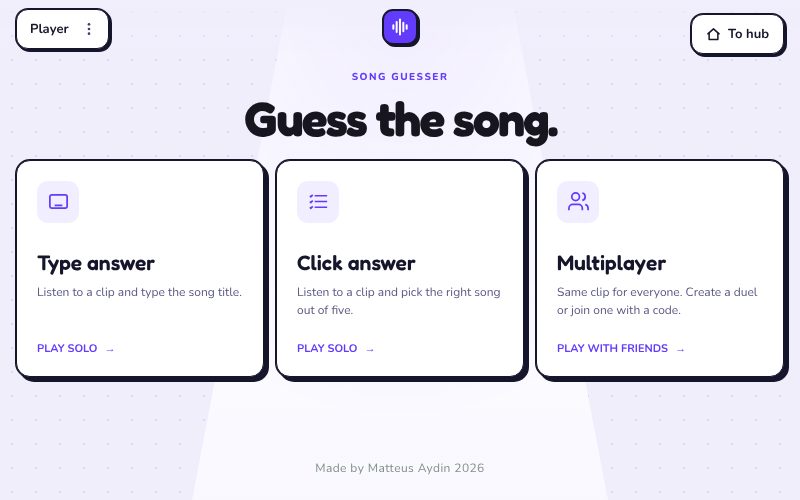 Player
To hub
SONG GUESSER
Guess the song.
Type answer
Listen to a clip and type the song title.
PLAY SOLO →
Click answer
Listen to a clip and pick the right song
out of five.
PLAY SOLO →
Multiplayer
Same clip for everyone. Create a duel
or join one with a code.
PLAY WITH FRIENDS →
Made by Matteus Aydin 2026